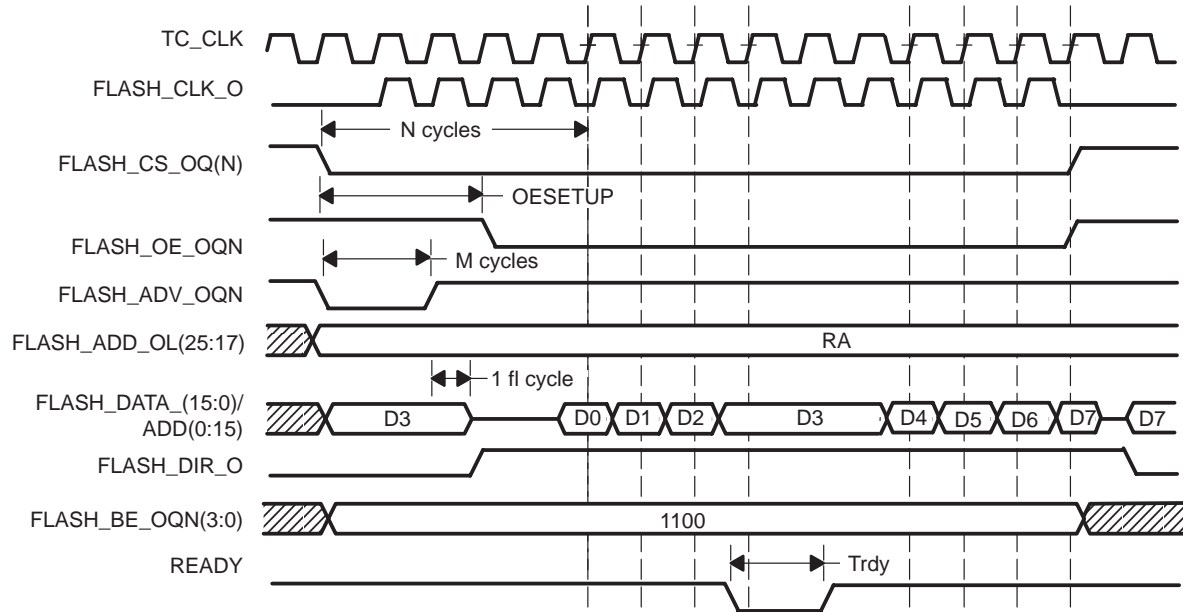 TC_CLK
FLASH_CLK_O
N cycles
FLASH_CS_OQ(N)
OESETUP
FLASH_OE_OQN
M cycles
FLASH_ADV_OQN
FLASH_ADD_OL(25:17)
RA
1 fl cycle
FLASH_DATA_(15:0)/
ADD(0:15)
D3 D0 D1 D2 D3 D4 D5 D6 D7 D7
FLASH_DIR_O
FLASH_BE_OQN(3:0)
1100
READY
Trdy